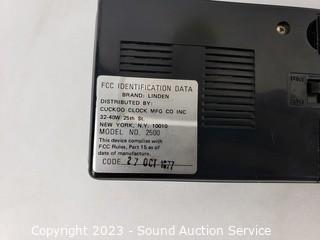 FCC IDENTIFICATION DATA
BRAND: LINDEN
DISTRIBUTED BY:
CUCKOO CLOCK MFG CO INC
32-40W. 25th St.
NEW YORK, N.Y. 10010
MODEL NO. 2500
This device complies with
FCC Rules, Part 15 as of
date of manufacture.
CODE 27 OCT 1977
Copyright © 2023 - Sound Auction Service